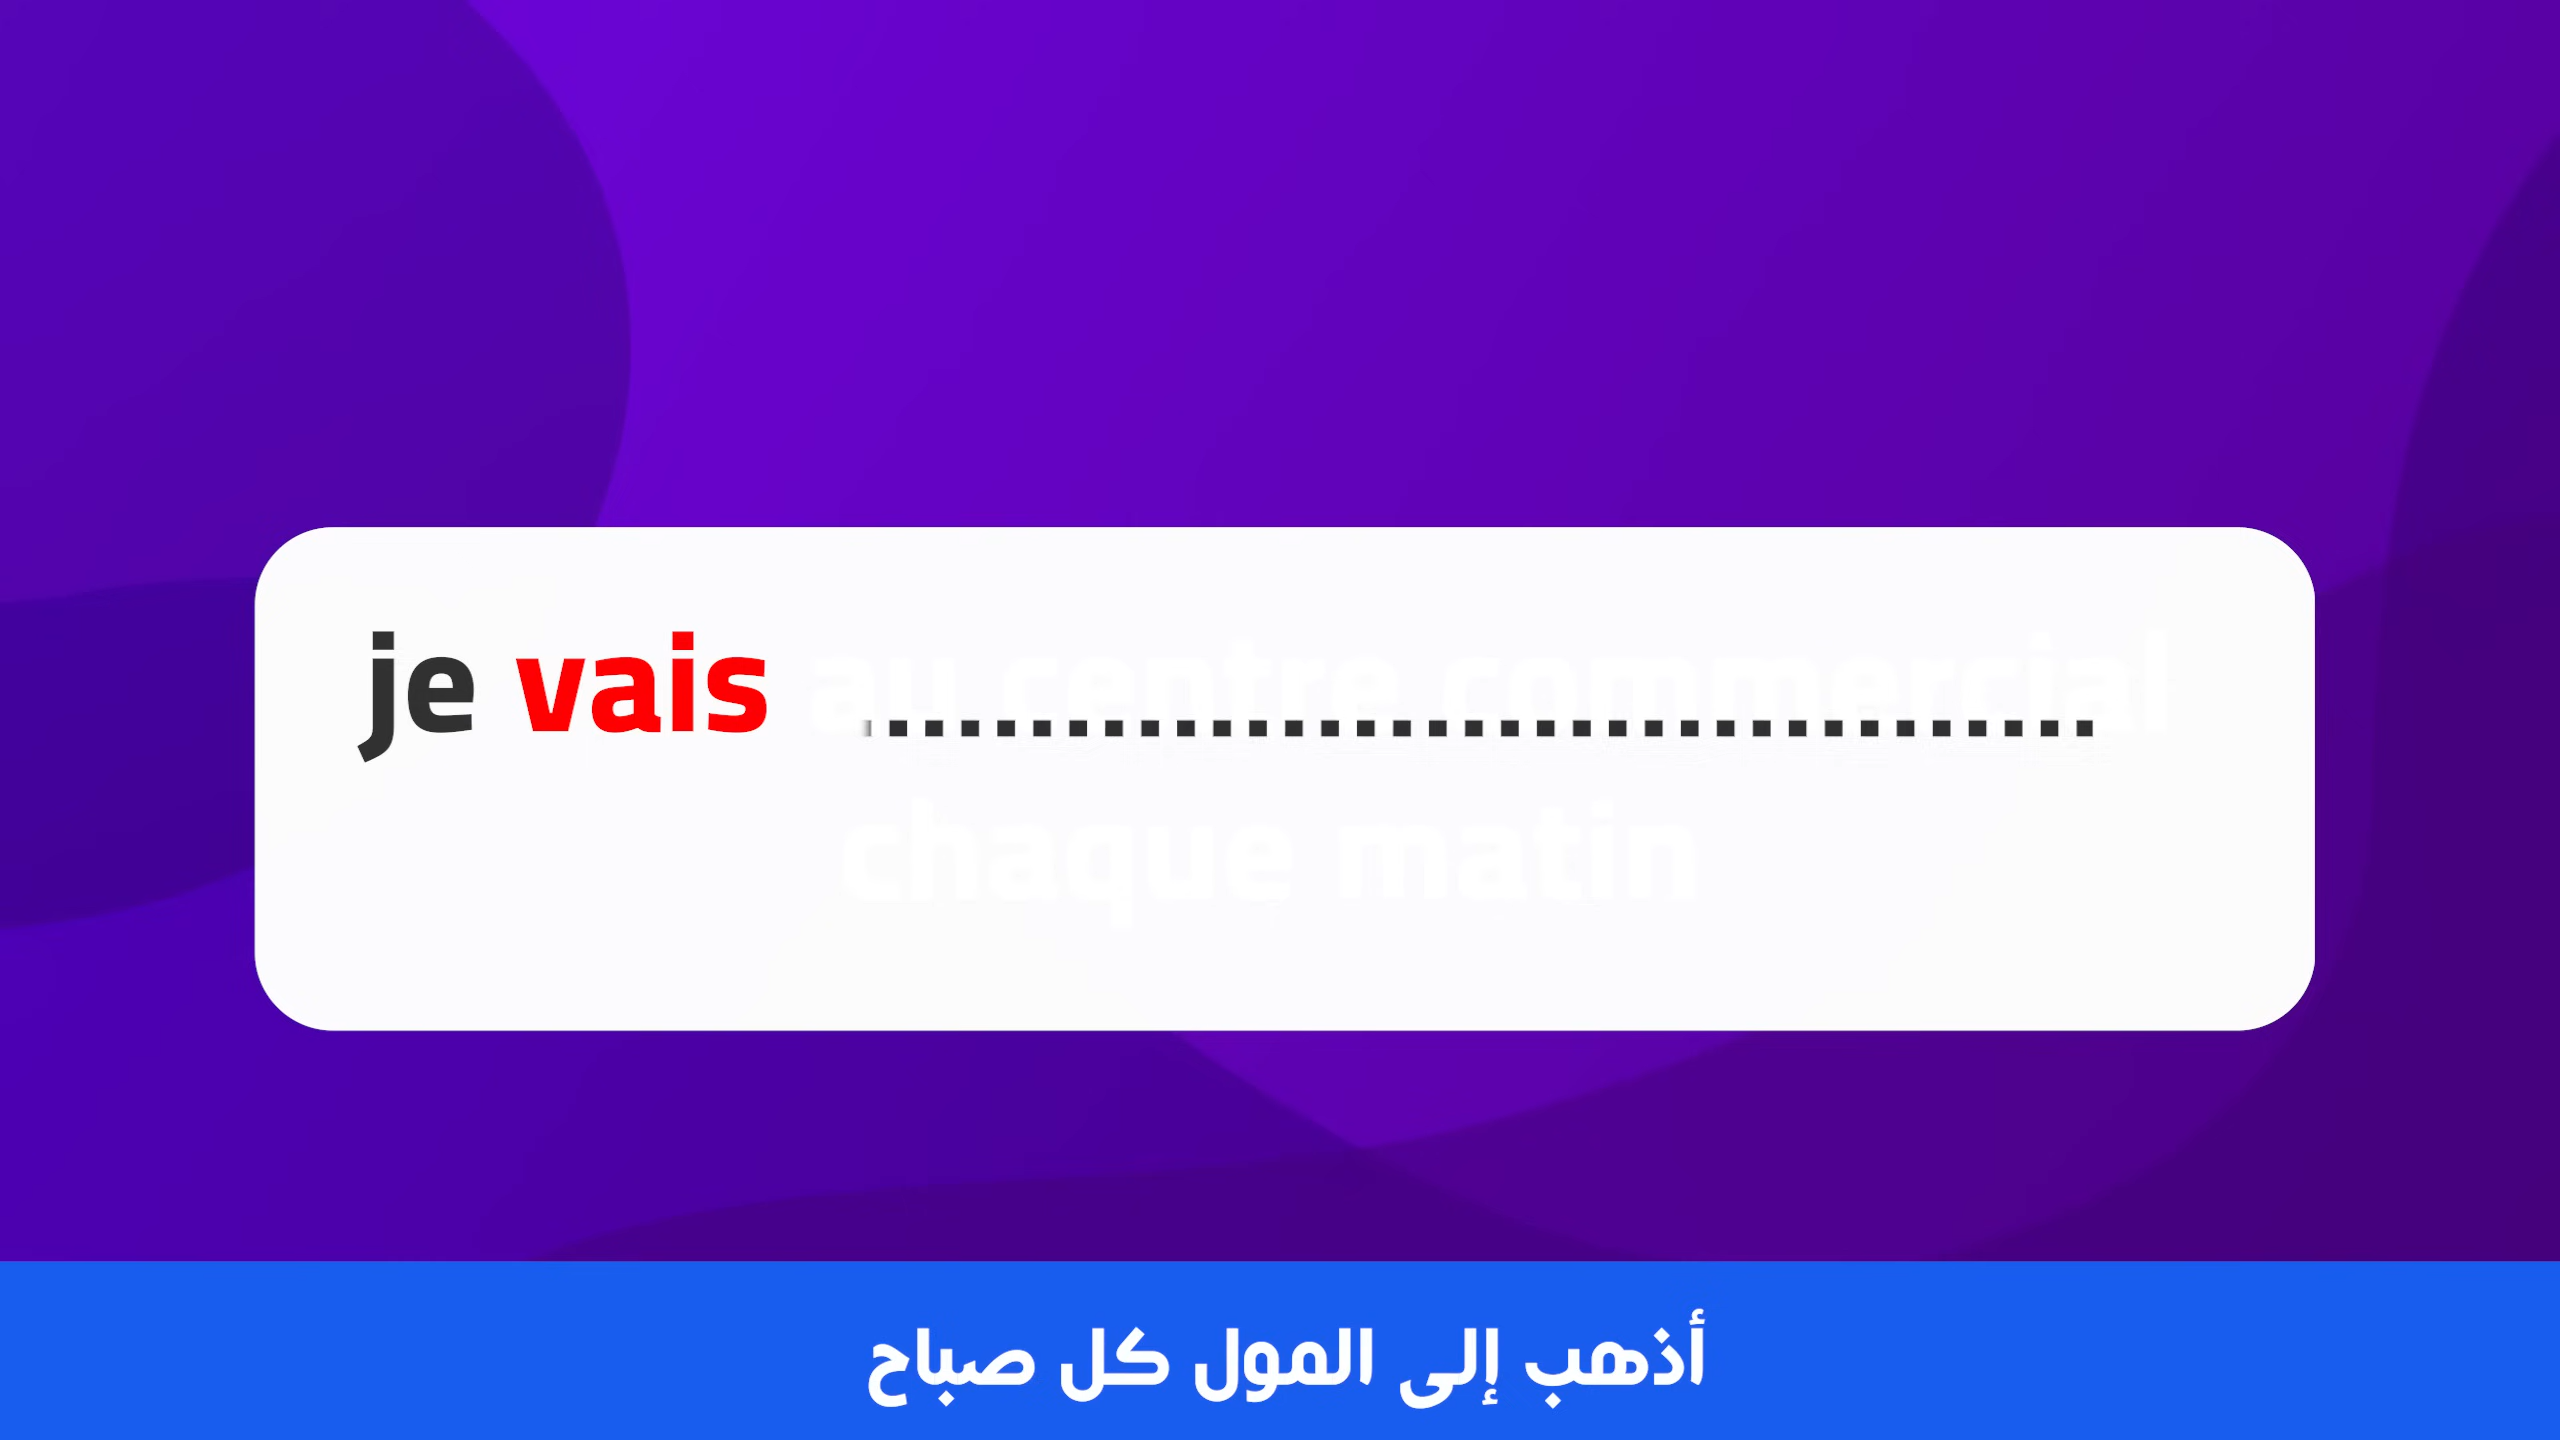 je vais ................................... au centre commercial
chaque matin
أذهب إلى المول كل صباح